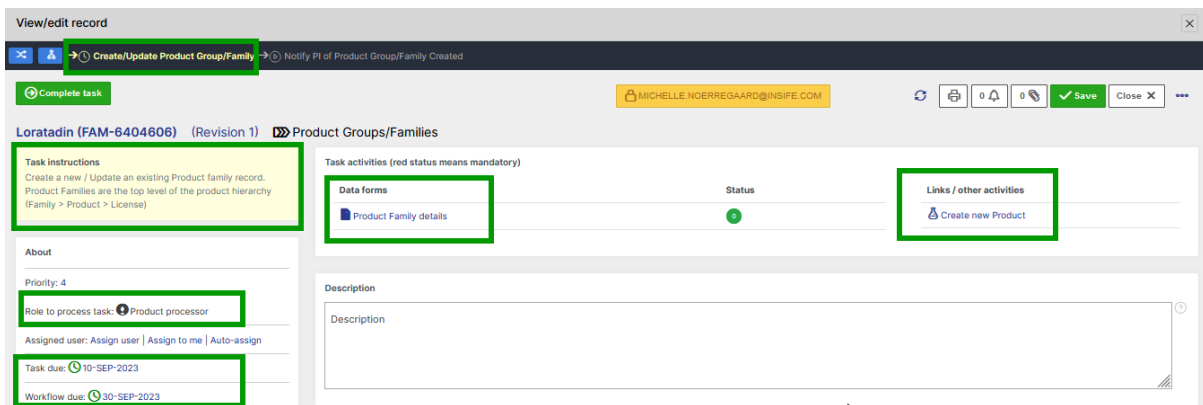 View/edit record
Create/Update Product Group/Family
Notify PI of Product Group/Family Created
Complete task
MICHELLE.NOERREGAARD@INSIFE.COM
0
0
Save
Close X
Loratadin (FAM-6404606) (Revision 1) Product Groups/Families
Task instructions
Create a new / Update an existing Product family record.
Product Families are the top level of the product hierarchy
(Family > Product > License)
Task activities (red status means mandatory)
Data forms Status Links / other activities
Product Family details 0 Create new Product
About
Priority: 4
Role to process task: Product processor
Assigned user: Assign user | Assign to me | Auto-assign
Task due: 10-SEP-2023
Workflow due: 30-SEP-2023
Description
Description